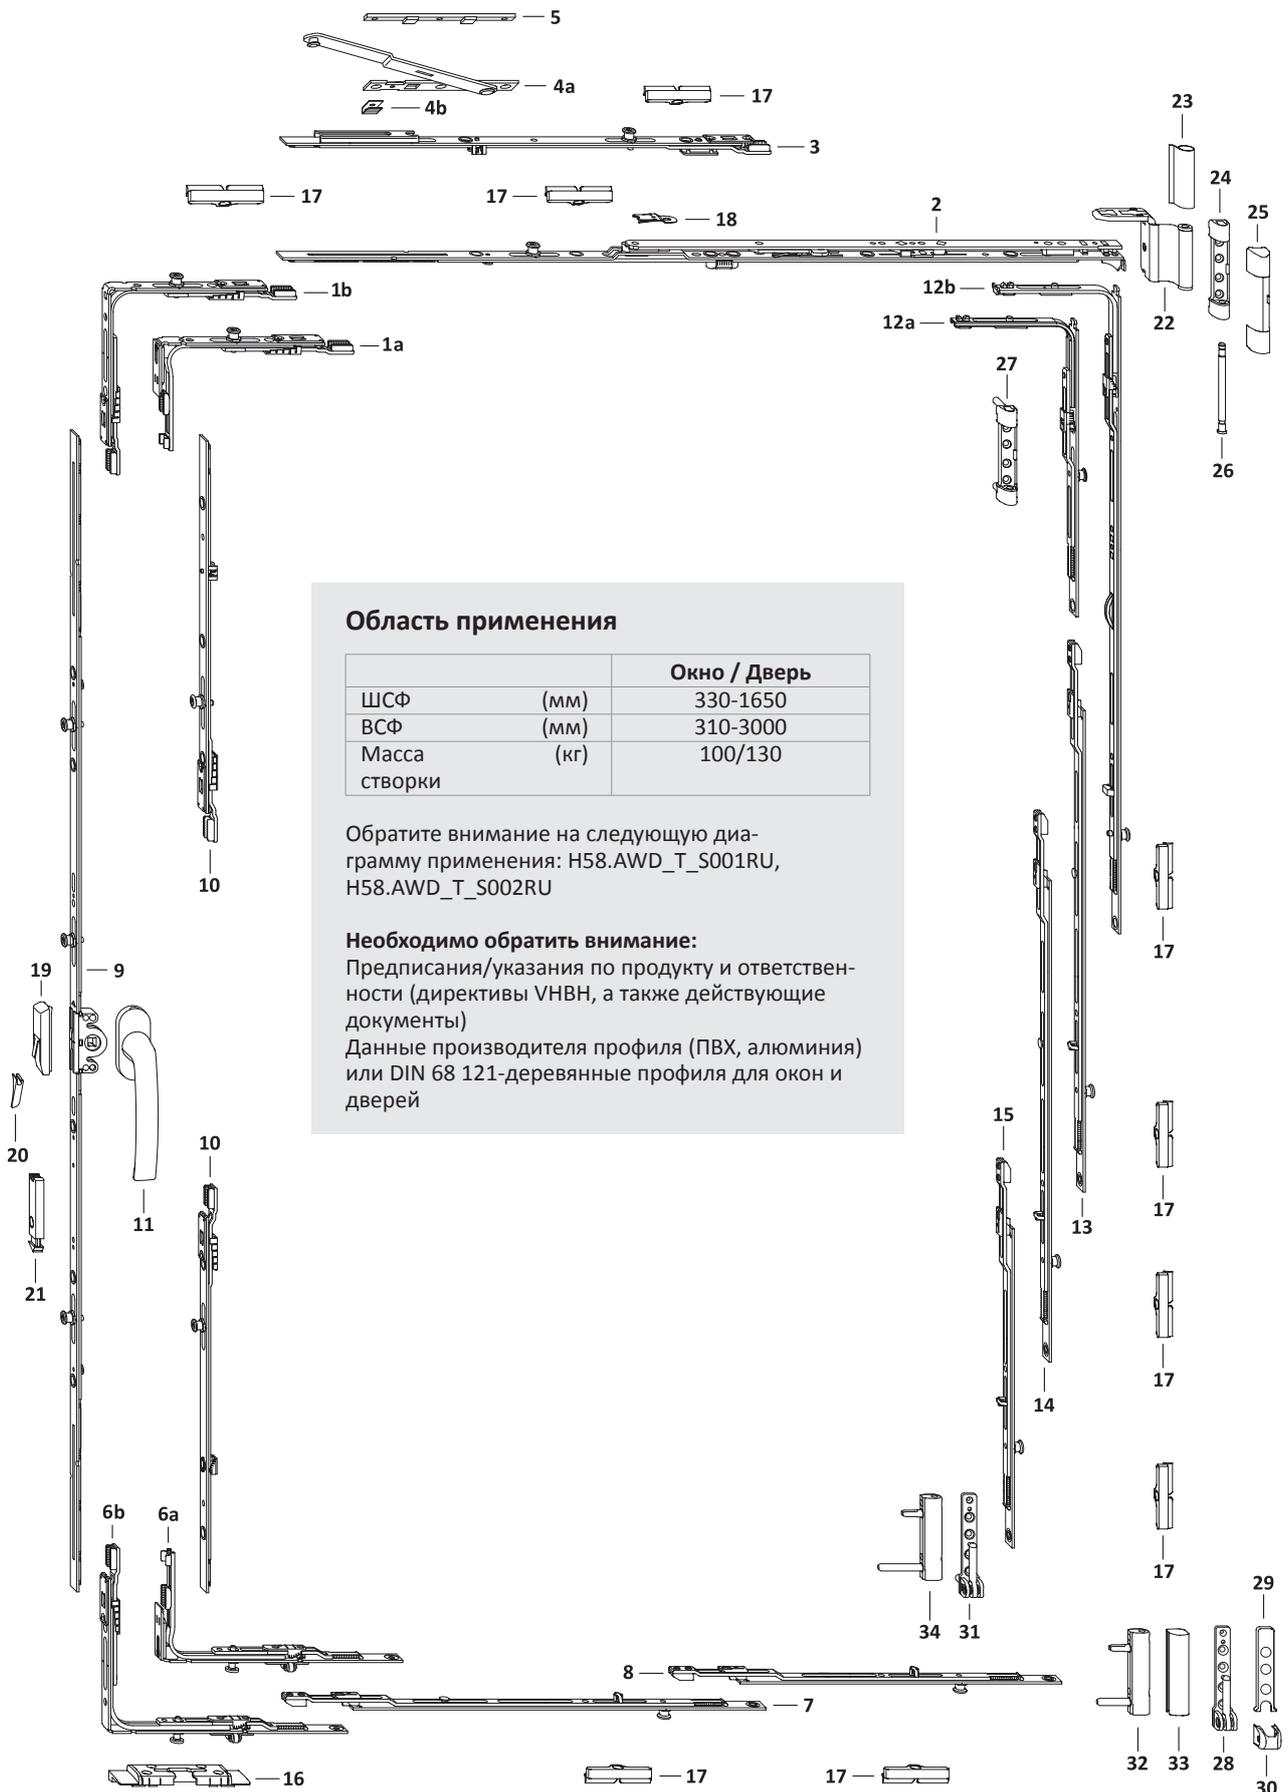 5
4a
4b
17
3
23
24
17
17
18
2
25
1b
12b
22
1a
12a
27
26
Область применения
Окно / Дверь
ШСФ (мм) 330-1650
ВСФ (мм) 310-3000
Масса (кг) 100/130
створки
Обратите внимание на следующую диа-
грамму применения: H58.AWD_T_S001RU,
H58.AWD_T_S002RU
Необходимо обратить внимание:
Предписания/указания по продукту и ответствен-
ности (директивы VHBH, а также действующие
документы)
Данные производителя профиля (ПВХ, алюминия)
или DIN 68 121-деревянные профиля для окон и
дверей
10
17
19
9
15
20
10
11
13
17
21
17
14
6b
6a
17
29
34
31
8
7
32
33
28
16
17
17
30